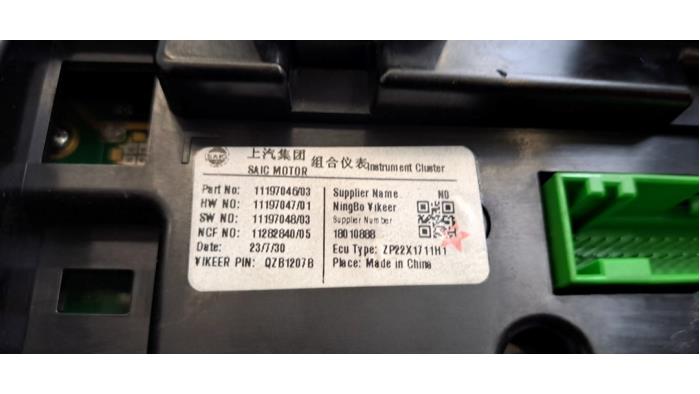 上汽集团 组合仪表Instrument Cluster
SAIC MOTOR
Part No: 11197046/03 Supplier Name NO
HW NO: 11197047/01 NingBo Vikeer
SW NO: 11197048/03 Supplier Number
NCF NO: 11282840/05 18010888
Date: 23/7/30 Ecu Type: ZP22X1711H1
VIKEER PIN: QZB1207B Place: Made in China